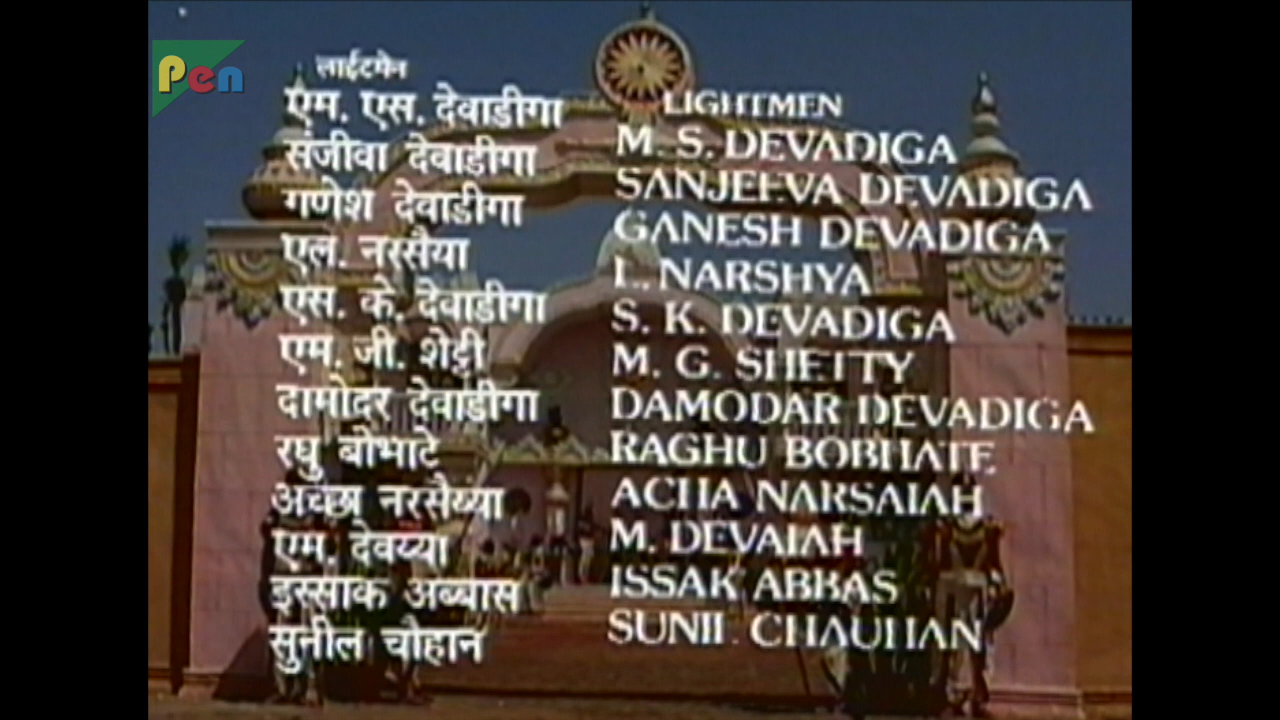 Pen
लाईटमैन
एम. एस. देवाडीगा
संजीवा देवाडीगा
गणेश देवाडीगा
एल. नरसैया
एस. के. देवाडीगा
एम. जी. शेट्टी
दामोदर देवाडीगा
रघु बोभाटे
अच्छा नरसैय्या
एम. देवय्या
इस्साक अब्बास
सुनील चौहान
LIGHTMEN
M. S. DEVADIGA
SANJEEVA DEVADIGA
GANESH DEVADIGA
L. NARSHYA
S. K. DEVADIGA
M. G. SHETTY
DAMODAR DEVADIGA
RAGHU BOBHATE
ACHA NARSAIAH
M. DEVAIAH
ISSAK ABBAS
SUNIL CHAUHAN